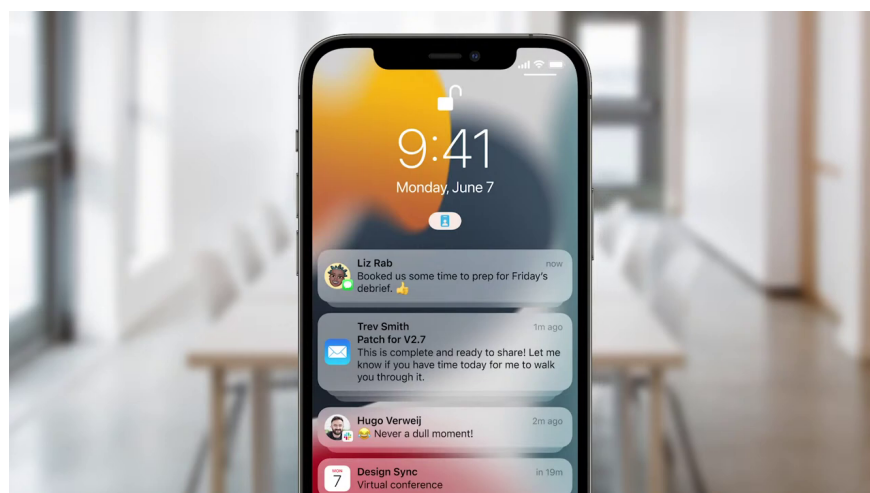 9:41
Monday, June 7
Liz Rab
now
Booked us some time to prep for Friday's
debrief. 👍
Trev Smith
1m ago
Patch for V2.7
This is complete and ready to share! Let me
know if you have time today for me to walk
you through it.
Hugo Verweij
2m ago
😂 Never a dull moment!
MON
7
Design Sync
in 19m
Virtual conference